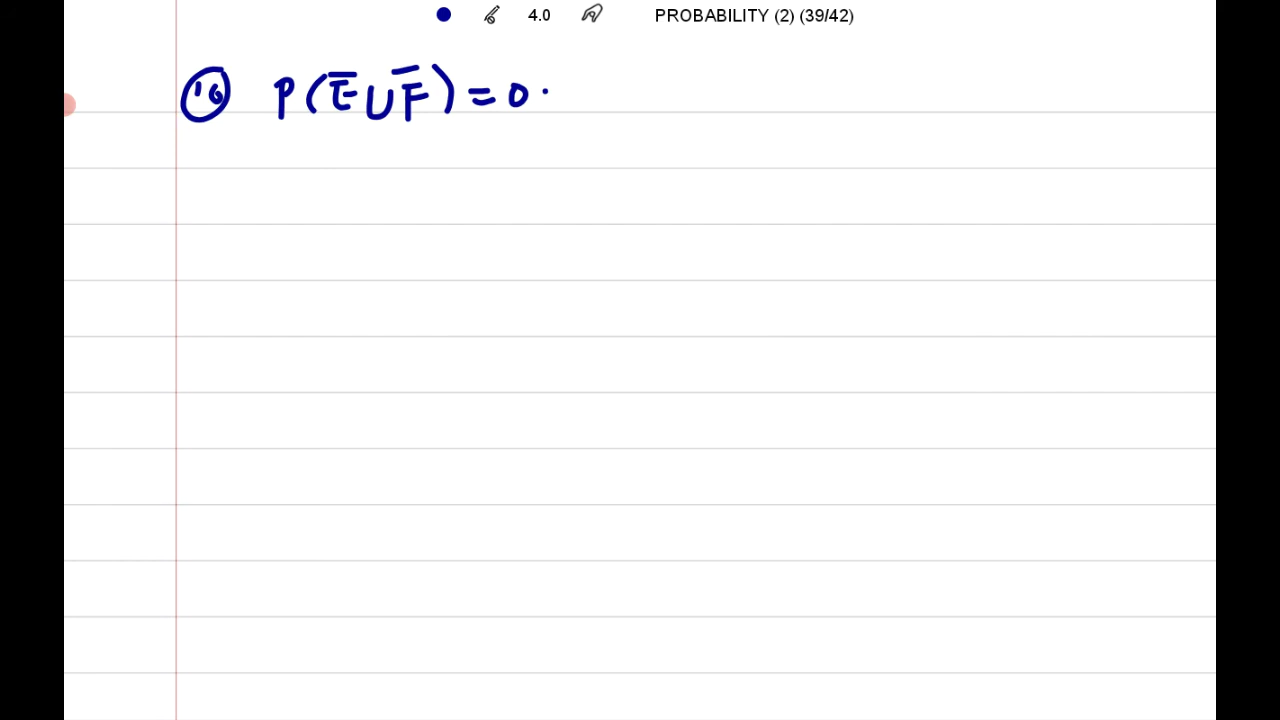 4.0 PROBABILITY (2) (39/42)
16 P(E̅ ∪ F̅) = 0.